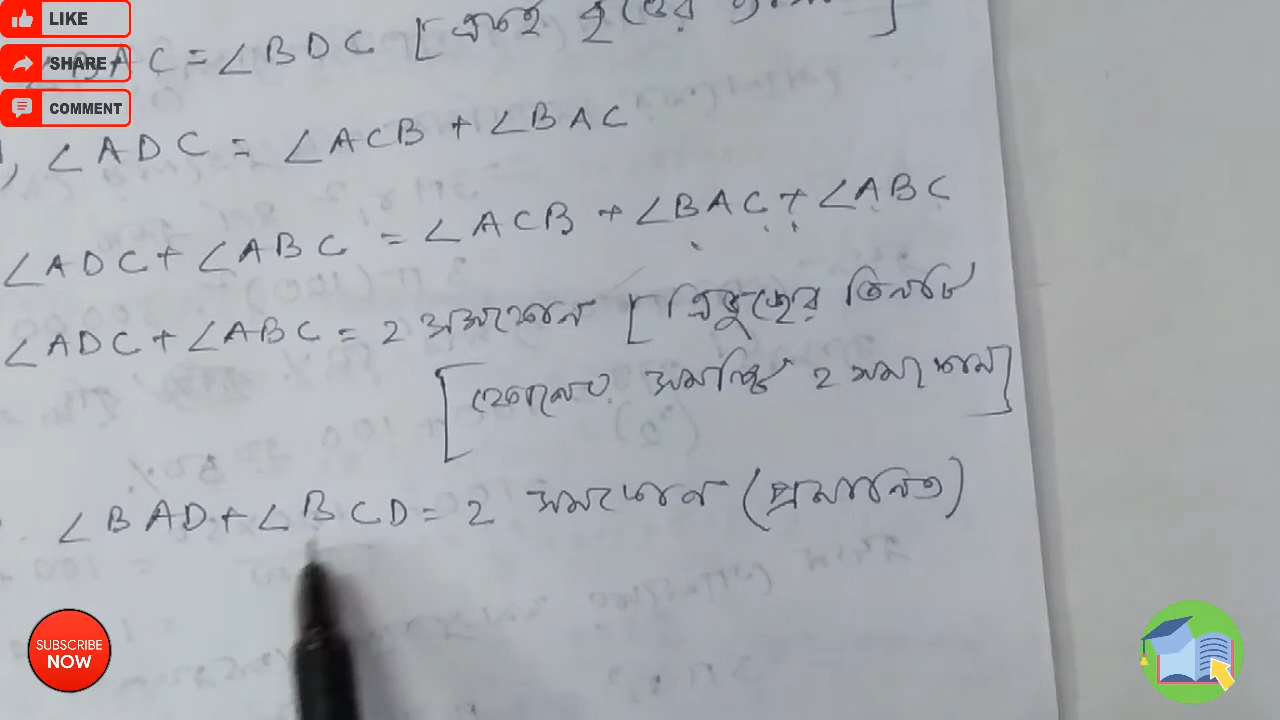 LIKE
SHARE
COMMENT
∠BAC = ∠BDC [একই বৃত্তের ]
, ∠ADC = ∠ACB + ∠BAC
∠ADC + ∠ABC = ∠ACB + ∠BAC + ∠ABC
∠ADC + ∠ABC = 2 সমকোণ [ত্রিভুজের তিনটি
[কোণের সমষ্টি 2 সমকোণ]
∠BAD + ∠BCD = 2 সমকোণ (প্রমানিত)
SUBSCRIBE
NOW